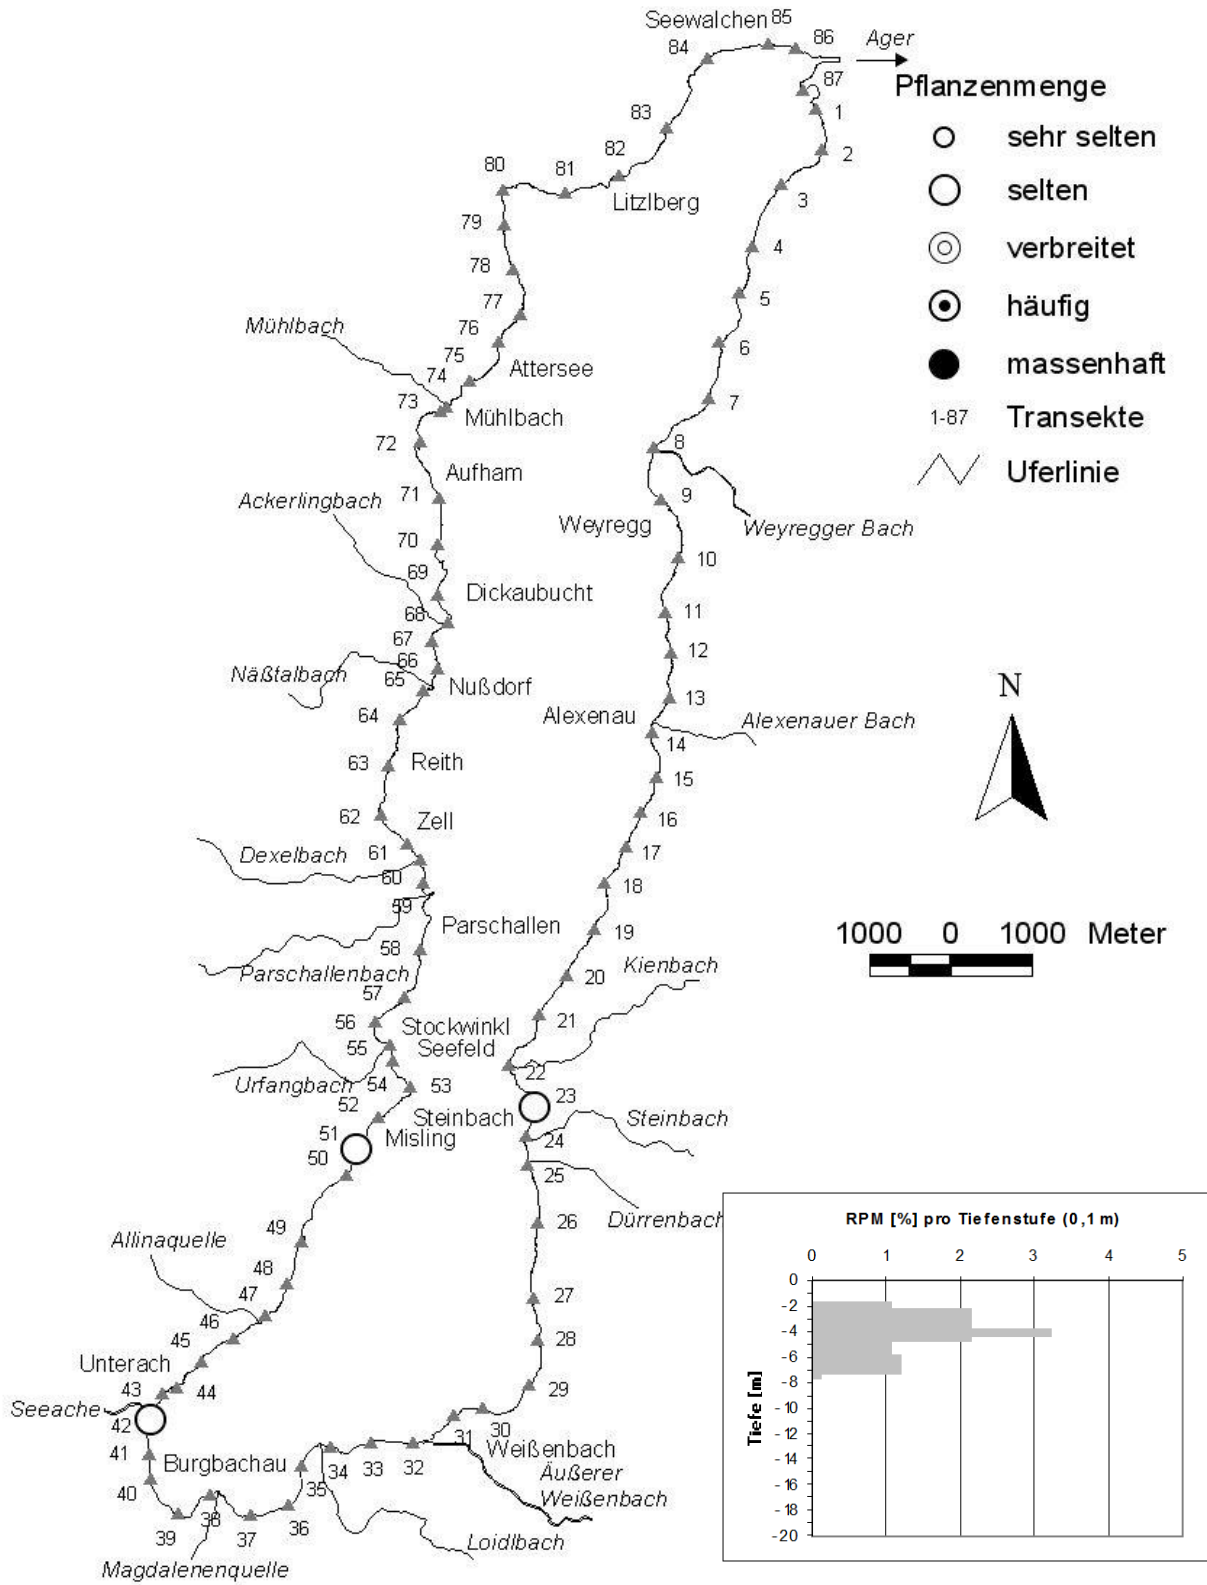 Seewalchen
85
86
84
Ager
87
Pflanzenmenge
1
83
sehr selten
2
82
80
81
3
selten
Litzlberg
79
4
verbreitet
78
5
häufig
77
Mühlbach
76
6
75
Attersee
massenhaft
74
7
73
Mühlbach
1-87
Transekte
72
8
Aufham
Uferlinie
71
9
Ackerlingbach
Weyregg
Weyregger Bach
70
10
69
Dickaubucht
68
11
67
12
66
Näßtalbach
65
Nußdorf
13
N
64
Alexenau
Alexenauer Bach
14
63
Reith
15
62
Zell
16
61
Dexelbach
17
60
18
59
Parschallen
19
1000
0
1000
Meter
58
Kienbach
Parschallenbach
20
57
56
Stockwinkl
21
55
Seefeld
22
Urfangbach
54
53
23
52
Steinbach
Steinbach
51
Misling
24
50
25
Dürrenbach
26
49
Allinaquelle
48
47
27
46
28
45
Unterach
29
43
44
Seeache
42
30
31
41
Burgbachau
34
33
32
Weißenbach
35
Äußerer
40
Weißenbach
38
36
39
37
Loidlbach
Magdalenenquelle
RPM [%] pro Tiefenstufe (0,1 m)
0
1
2
3
4
5
0
-2
-4
-6
-8
-10
-12
-14
-16
-18
-20
Tiefe [m]